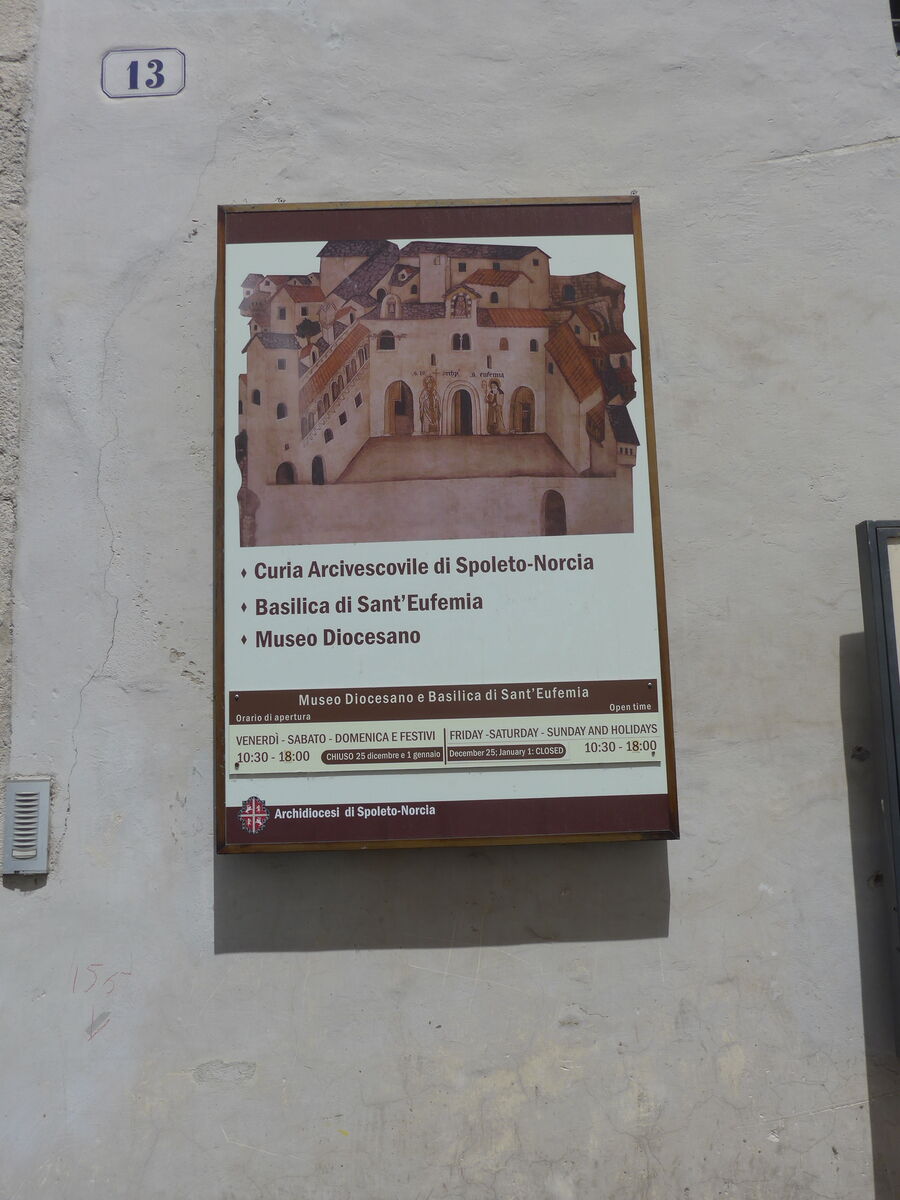 13
s. eufemia
Curia Arcivescovile di Spoleto-Norcia
Basilica di Sant'Eufemia
Museo Diocesano
Museo Diocesano e Basilica di Sant'Eufemia
Orario di apertura
Open time
VENERDÌ - SABATO - DOMENICA E FESTIVI
10:30 - 18:00 CHIUSO 25 dicembre e 1 gennaio
FRIDAY -SATURDAY - SUNDAY AND HOLIDAYS
December 25; January 1: CLOSED 10:30 - 18:00
Archidiocesi di Spoleto-Norcia